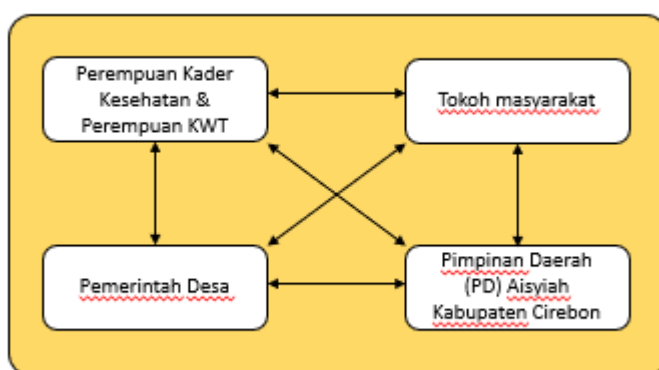 Perempuan Kader
Kesehatan &
Perempuan KWT
Tokoh masyarakat
Pemerintah Desa
Pimpinan Daerah
(PD) Aisyiah
Kabupaten Cirebon